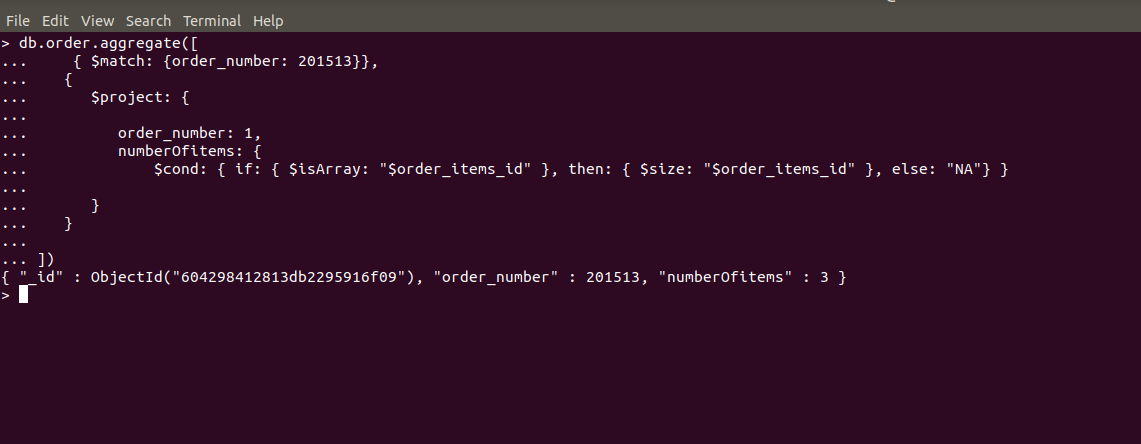 File Edit View Search Terminal Help
> db.order.aggregate([
...     { $match: {order_number: 201513}},
...    {
...       $project: {
...
...          order_number: 1,
...          numberOfitems: {
...              $cond: { if: { $isArray: "$order_items_id" }, then: { $size: "$order_items_id" }, else: "NA"} }
...
...       }
...    }
...
... ])
{ "_id" : ObjectId("604298412813db2295916f09"), "order_number" : 201513, "numberOfitems" : 3 }
>